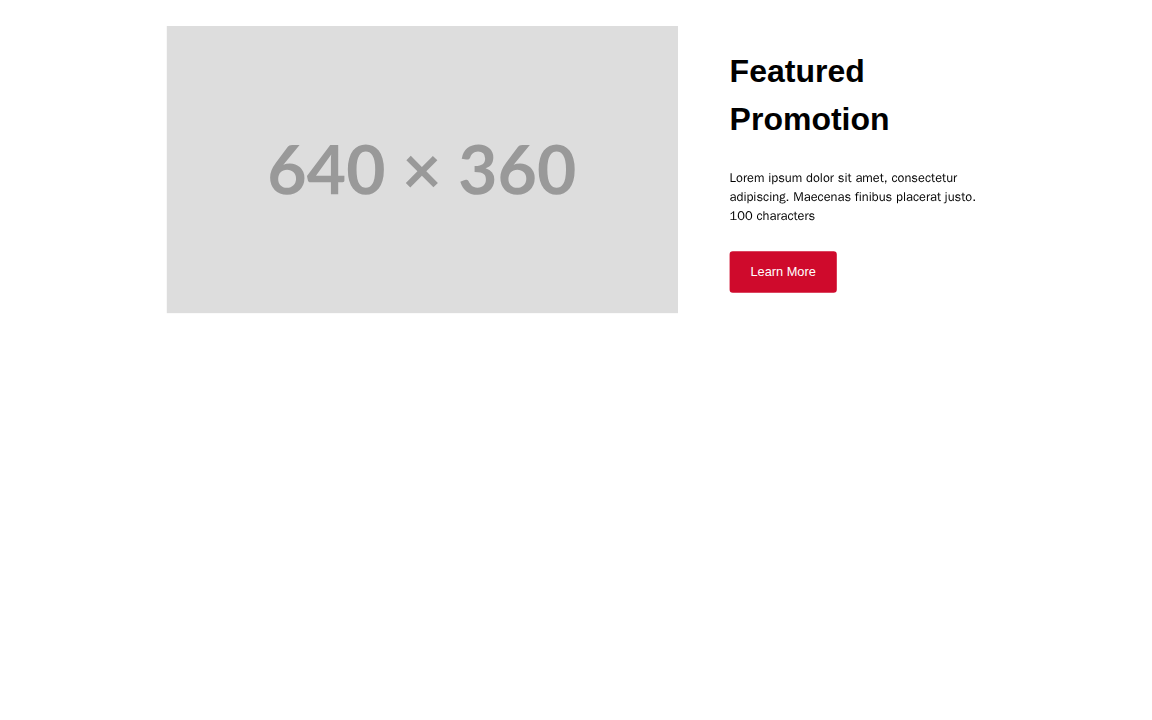 640 × 360
Featured
Promotion
Lorem ipsum dolor sit amet, consectetur
adipiscing. Maecenas finibus placerat justo.
100 characters
Learn More